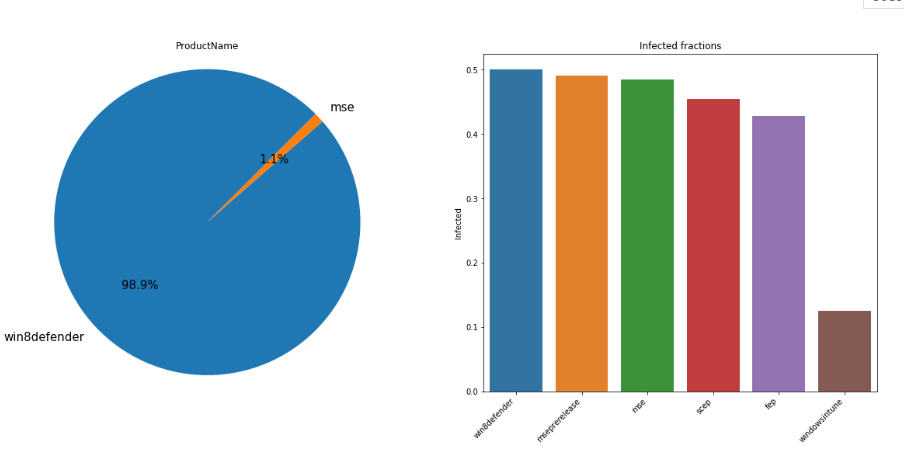 ProductName
mse
1.1%
98.9%
win8defender
Infected fractions
0.5
0.4
0.3
0.2
0.1
0.0
Infected
win8defender
mseprerelease
mse
scep
fep
windowsintune